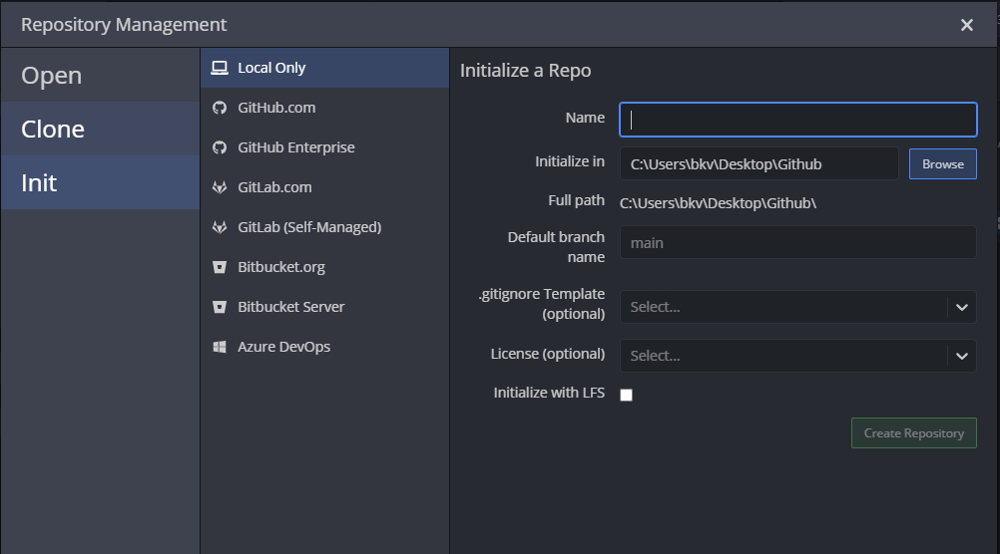 Repository Management
Open
Clone
Init
Local Only
GitHub.com
GitHub Enterprise
GitLab.com
GitLab (Self-Managed)
Bitbucket.org
Bitbucket Server
Azure DevOps
Initialize a Repo
Name
Initialize in C:\Users\bkv\Desktop\Github Browse
Full path C:\Users\bkv\Desktop\Github\
Default branch
name
main
.gitignore Template
(optional)
Select...
License (optional) Select...
Initialize with LFS
Create Repository